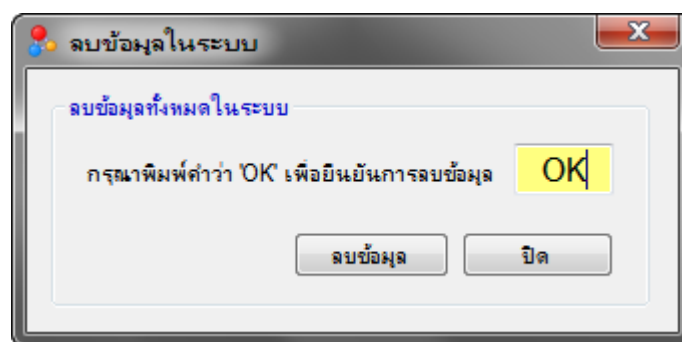 ลบข้อมูลในระบบ
ลบข้อมูลทั้งหมดในระบบ
กรุณาพิมพ์คำว่า 'OK' เพื่อยืนยันการลบข้อมูล OK
ลบข้อมูล ปิด